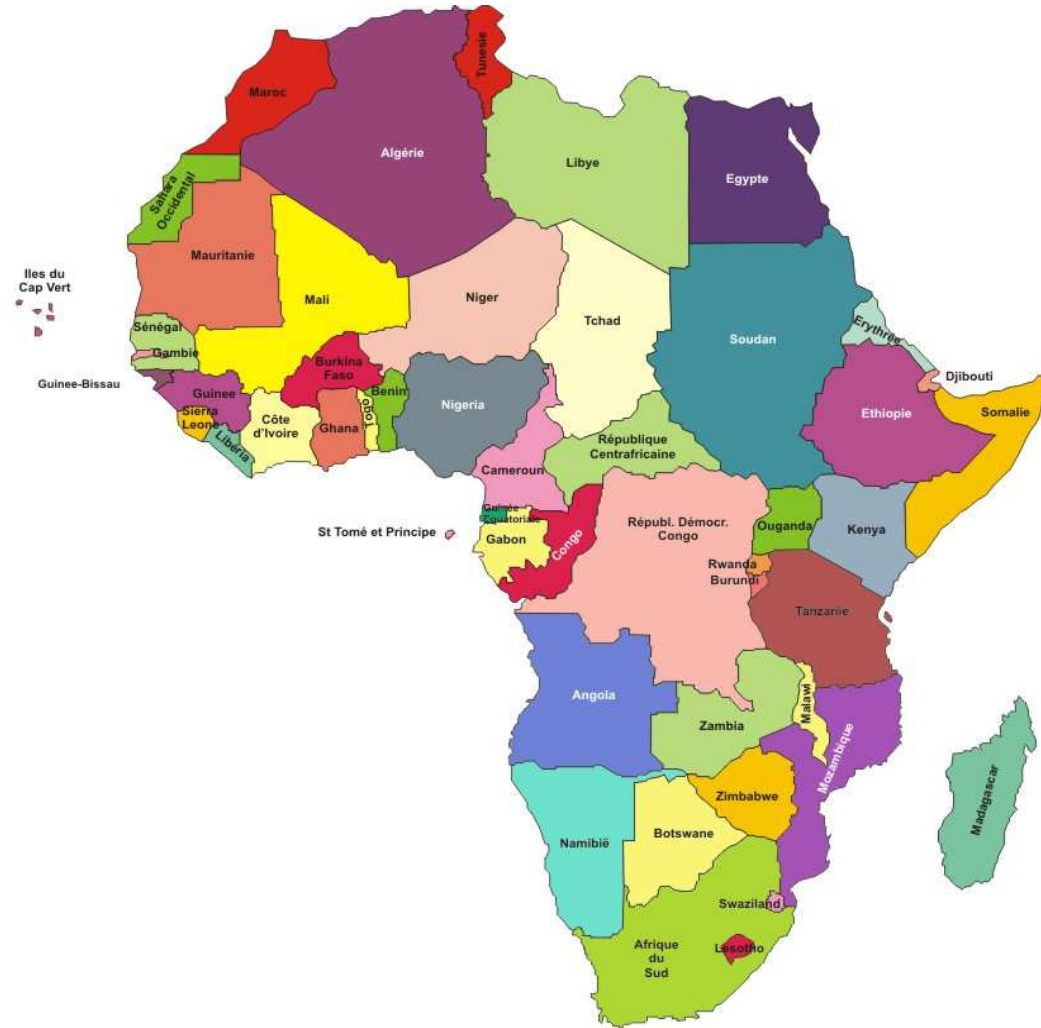 Tunesie
Maroc
Algérie
Libye
Egypte
Sahara
Occidental
Mauritanie
Iles du
Cap Vert
Mali
Niger
Tchad
Soudan
Erythrée
Sénégal
Gambie
Guinee-Bissau
Burkina
Faso
Benin
Togo
Nigeria
Djibouti
Ethiopie
Somalie
Guinee
Sierra
Leone
Libéria
Côte
d'Ivoire
Ghana
Cameroun
République
Centrafricaine
Guinée
Equatoriale
St Tomé et Principe
Gabon
Congo
Républ. Démocr.
Congo
Ouganda
Kenya
Rwanda
Burundi
Tanzanie
Angola
Zambia
Malawi
Mozambique
Madagascar
Zimbabwe
Namibië
Botswane
Swaziland
Lesotho
Afrique
du
Sud